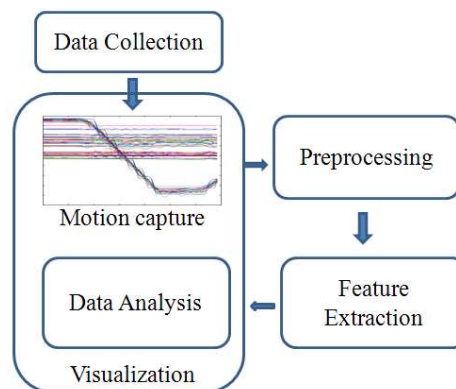 Data Collection
Motion capture
Preprocessing
Feature
Extraction
Data Analysis
Visualization